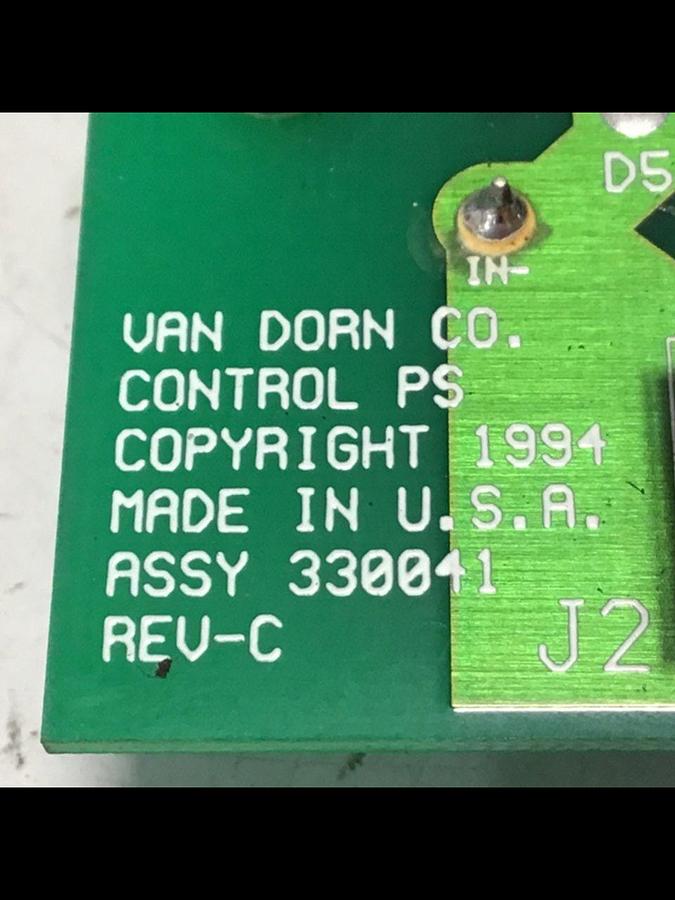 D5
IN-
VAN DORN CO.
CONTROL PS
COPYRIGHT 1994
MADE IN U.S.A.
ASSY 330041
REV-C
J2